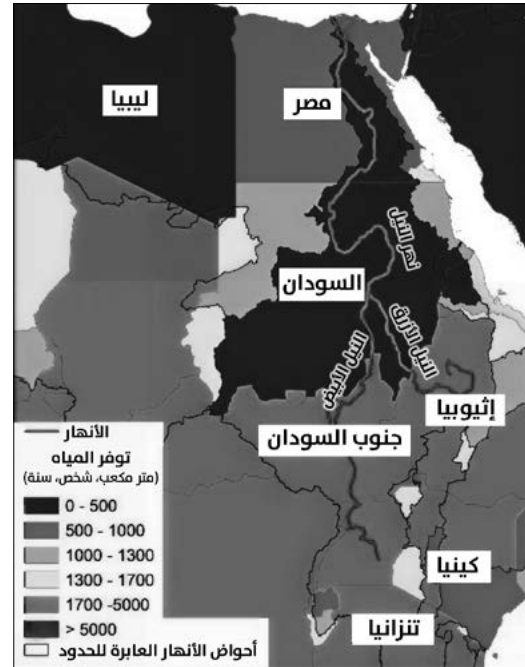 ليبيا
مصر
نهر النيل
السودان
النيل الأبيض
النيل الأزرق
إثيوبيا
جنوب السودان
كينيا
تنزانيا
الأنهار
توفر المياه
(متر مكعب، شخص، سنة)
0 - 500
500 - 1000
1000 - 1300
1300 - 1700
1700 -5000
> 5000
أحواض الأنهار العابرة للحدود